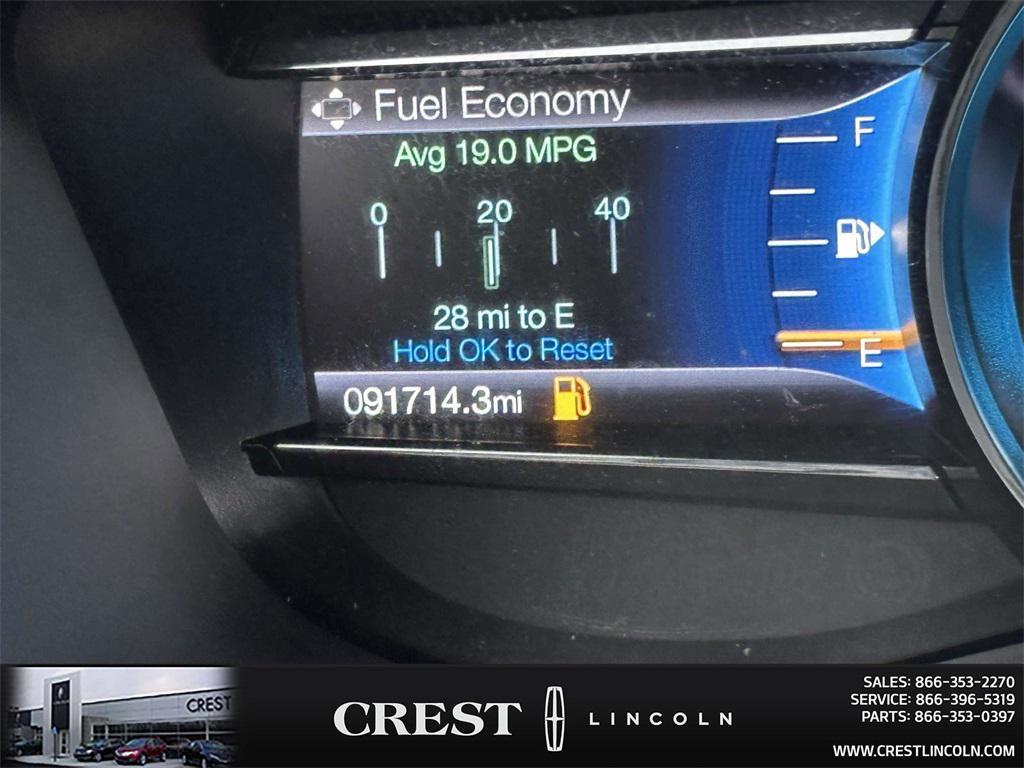 Fuel Economy
Avg 19.0 MPG
F
0 20 40
28 mi to E
Hold OK to Reset
E
091714.3mi
CREST
CREST LINCOLN
SALES: 866-353-2270
SERVICE: 866-396-5319
PARTS: 866-353-0397
WWW.CRESTLINCOLN.COM